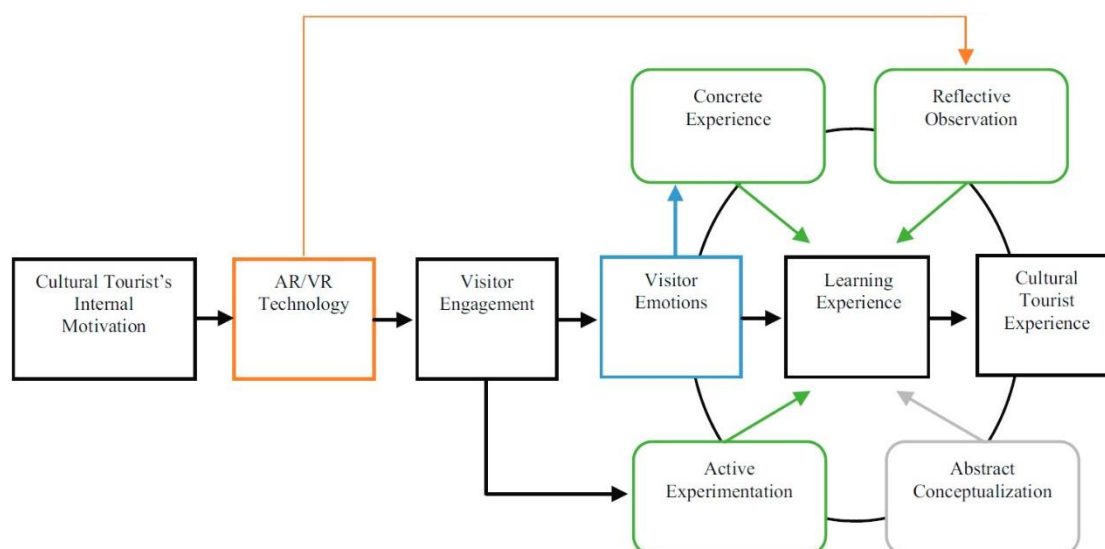 Concrete
Experience
Reflective
Observation
Cultural Tourist's
Internal
Motivation
AR/VR
Technology
Visitor
Engagement
Visitor
Emotions
Learning
Experience
Cultural
Tourist
Experience
Active
Experimentation
Abstract
Conceptualization